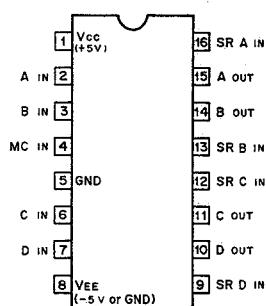 1 VCC (+5V) 16 SR A IN
A IN 2 15 A OUT
B IN 3 14 B OUT
MC IN 4 13 SR B IN
5 GND 12 SR C IN
C IN 6 11 C OUT
D IN 7 10 D OUT
8 VEE (-5V or GND) 9 SR D IN